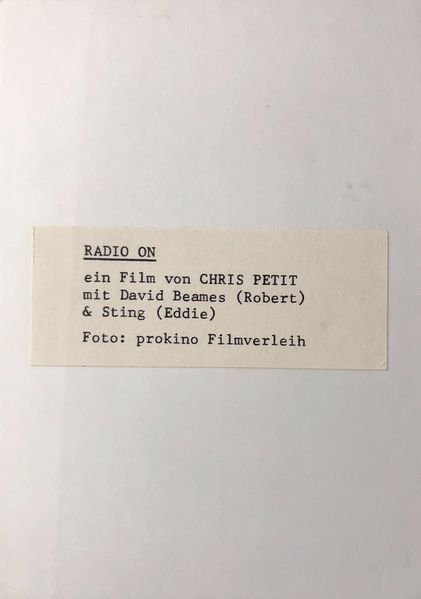 RADIO ON
ein Film von CHRIS PETIT
mit David Beames (Robert)
& Sting (Eddie)
Foto: prokino Filmverleih